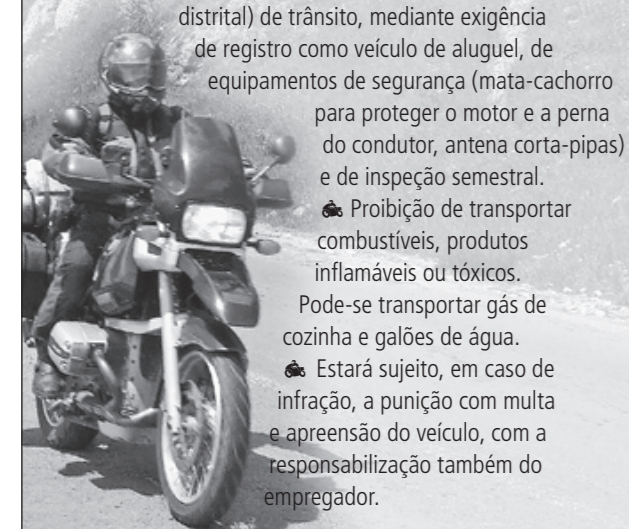 distrital) de trânsito, mediante exigência
de registro como veículo de aluguel, de
equipamentos de segurança (mata-cachorro
para proteger o motor e a perna
do condutor, antena corta-pipas)
e de inspeção semestral.
Proibição de transportar
combustíveis, produtos
inflamáveis ou tóxicos.
Pode-se transportar gás de
cozinha e galões de água.
Estará sujeito, em caso de
infração, a punição com multa
e apreensão do veículo, com a
responsabilização também do
empregador.